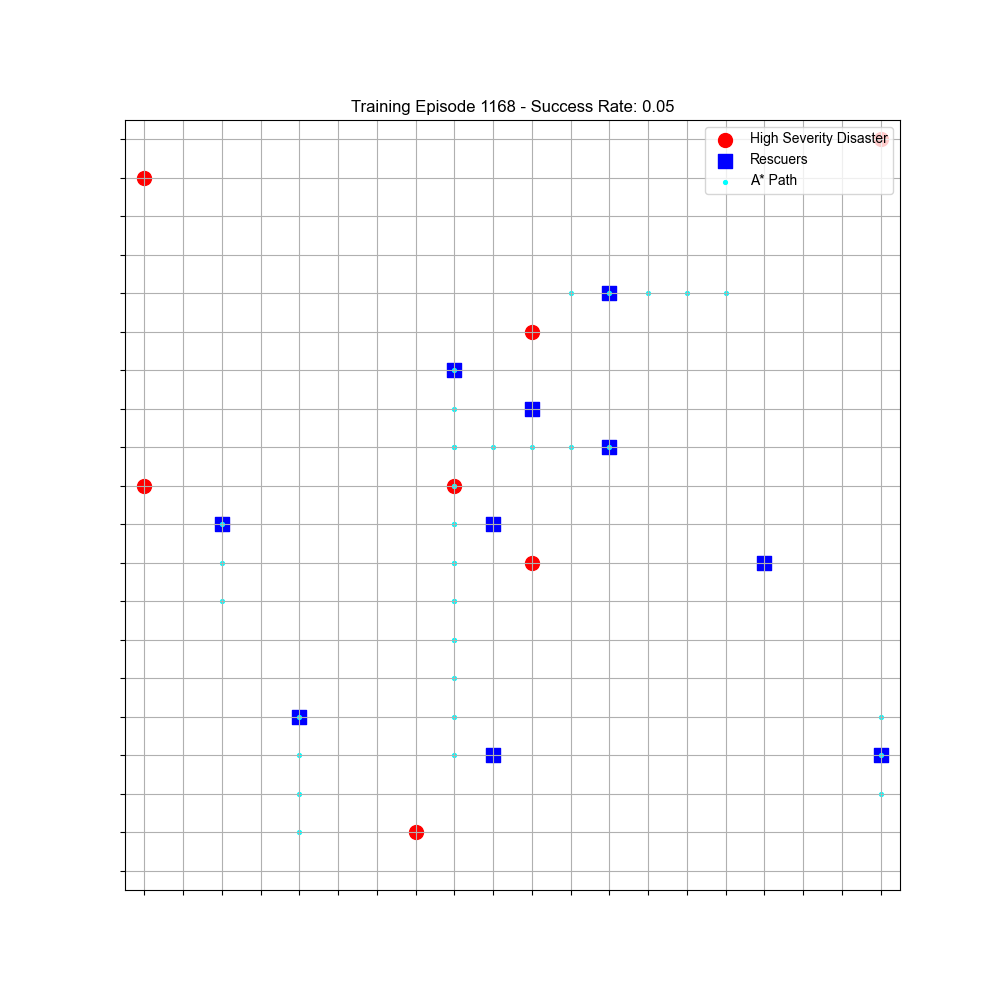 Training Episode 1168 - Success Rate: 0.05
High Severity Disaster
Rescuers
A* Path